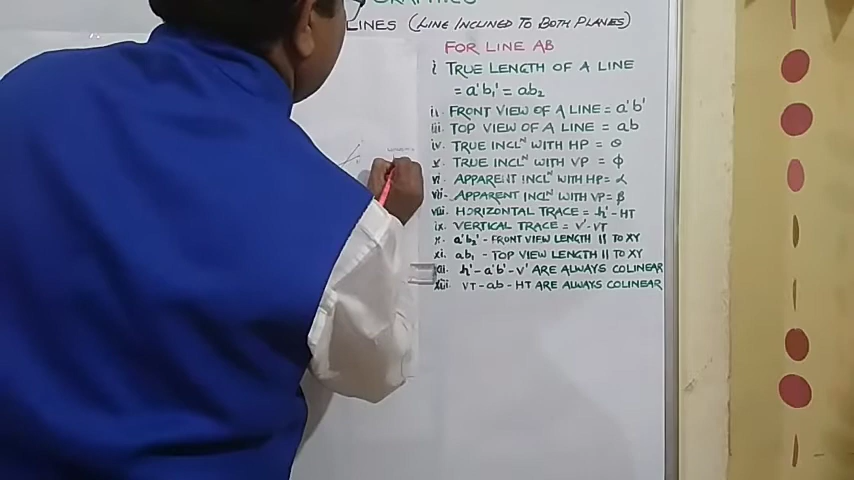 LINES (LINE INCLINED TO BOTH PLANES)
FOR LINE AB
i TRUE LENGTH OF A LINE
= a'b₁' = ab₂
ii. FRONT VIEW OF A LINE = a'b'
iii. TOP VIEW OF A LINE = ab
iv. TRUE INCLᴺ WITH HP = θ
v. TRUE INCLᴺ WITH VP = φ
vi. APPARENT INCLᴺ WITH HP = α
vii. APPARENT INCLᴺ WITH VP = β
viii. HORIZONTAL TRACE = h'-HT
ix. VERTICAL TRACE = v'-VT
x. a'b₂' - FRONT VIEW LENGTH || TO XY
xi. ab₁ - TOP VIEW LENGTH || TO XY
h'-a'b'-v' ARE ALWAYS COLINEAR
xiii. VT-ab-HT ARE ALWAYS COLINEAR